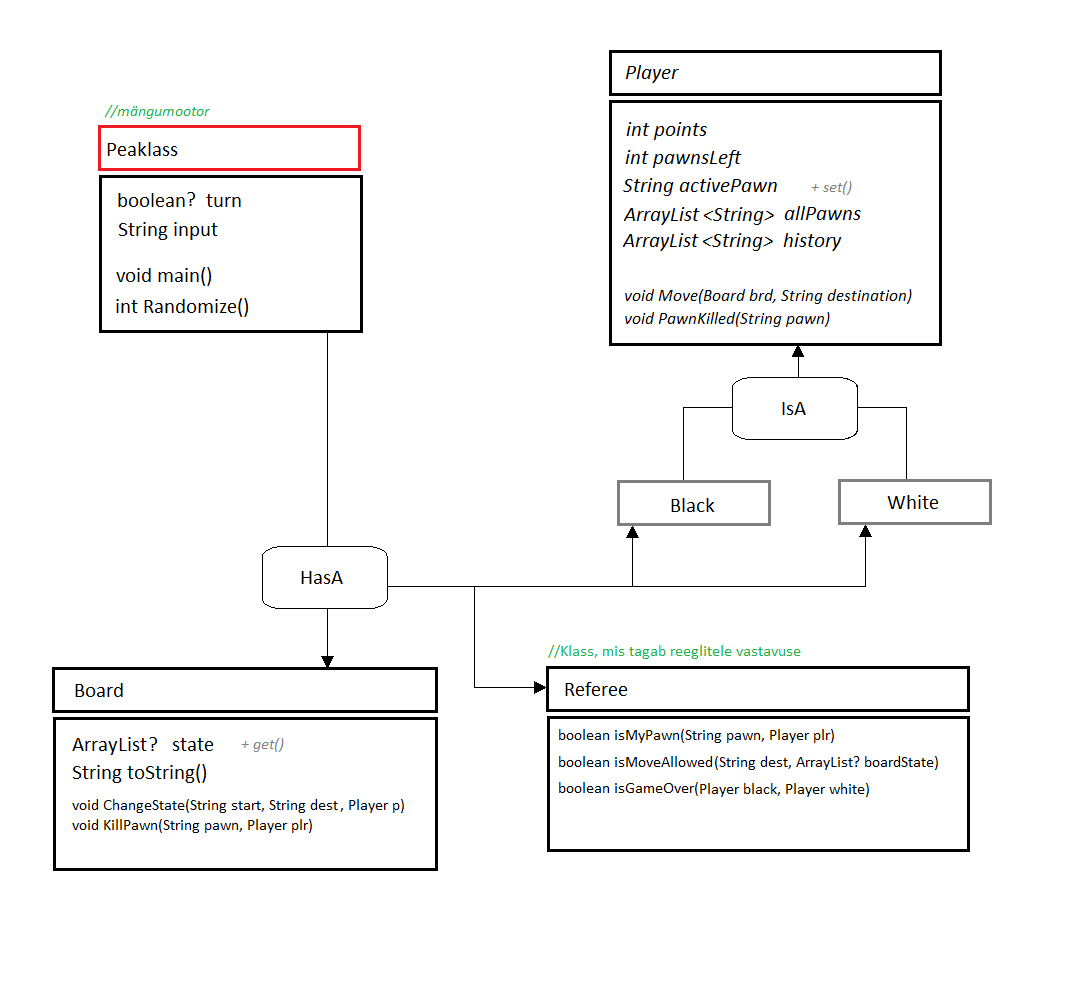 //mängumootor
Peaklass
boolean? turn
String input
void main()
int Randomize()
Player
int points
int pawnsLeft
String activePawn + set()
ArrayList <String> allPawns
ArrayList <String> history
void Move(Board brd, String destination)
void PawnKilled(String pawn)
IsA
Black
White
HasA
Board
ArrayList? state + get()
String toString()
void ChangeState(String start, String dest, Player p)
void KillPawn(String pawn, Player plr)
//Klass, mis tagab reeglitele vastavuse
Referee
boolean isMyPawn(String pawn, Player plr)
boolean isMoveAllowed(String dest, ArrayList? boardState)
boolean isGameOver(Player black, Player white)